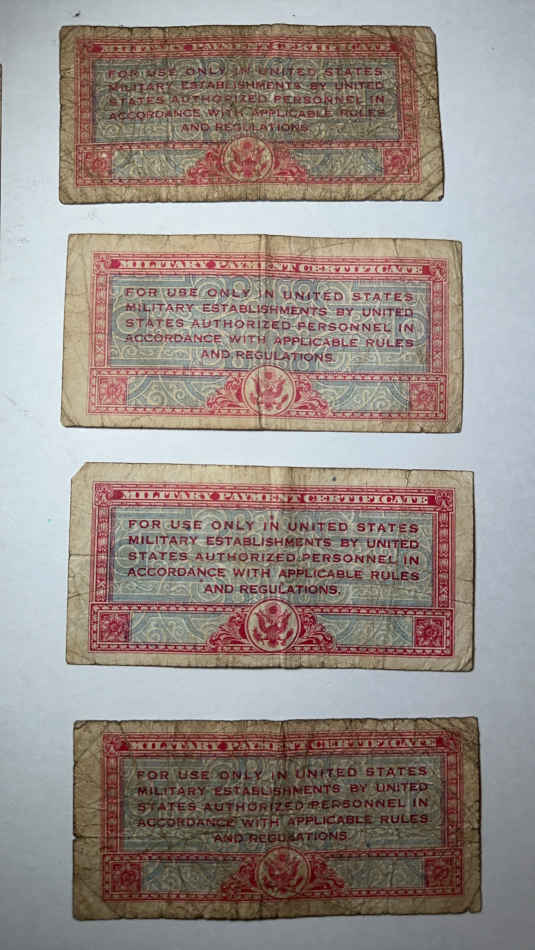 MILITARY PAYMENT CERTIFICATE
FOR USE ONLY IN UNITED STATES
MILITARY ESTABLISHMENTS BY UNITED
STATES AUTHORIZED PERSONNEL IN
ACCORDANCE WITH APPLICABLE RULES
AND REGULATIONS.
MILITARY PAYMENT CERTIFICATE
FOR USE ONLY IN UNITED STATES
MILITARY ESTABLISHMENTS BY UNITED
STATES AUTHORIZED PERSONNEL IN
ACCORDANCE WITH APPLICABLE RULES
AND REGULATIONS.
MILITARY PAYMENT CERTIFICATE
FOR USE ONLY IN UNITED STATES
MILITARY ESTABLISHMENTS BY UNITED
STATES AUTHORIZED PERSONNEL IN
ACCORDANCE WITH APPLICABLE RULES
AND REGULATIONS.
MILITARY PAYMENT CERTIFICATE
FOR USE ONLY IN UNITED STATES
MILITARY ESTABLISHMENTS BY UNITED
STATES AUTHORIZED PERSONNEL IN
ACCORDANCE WITH APPLICABLE RULES
AND REGULATIONS